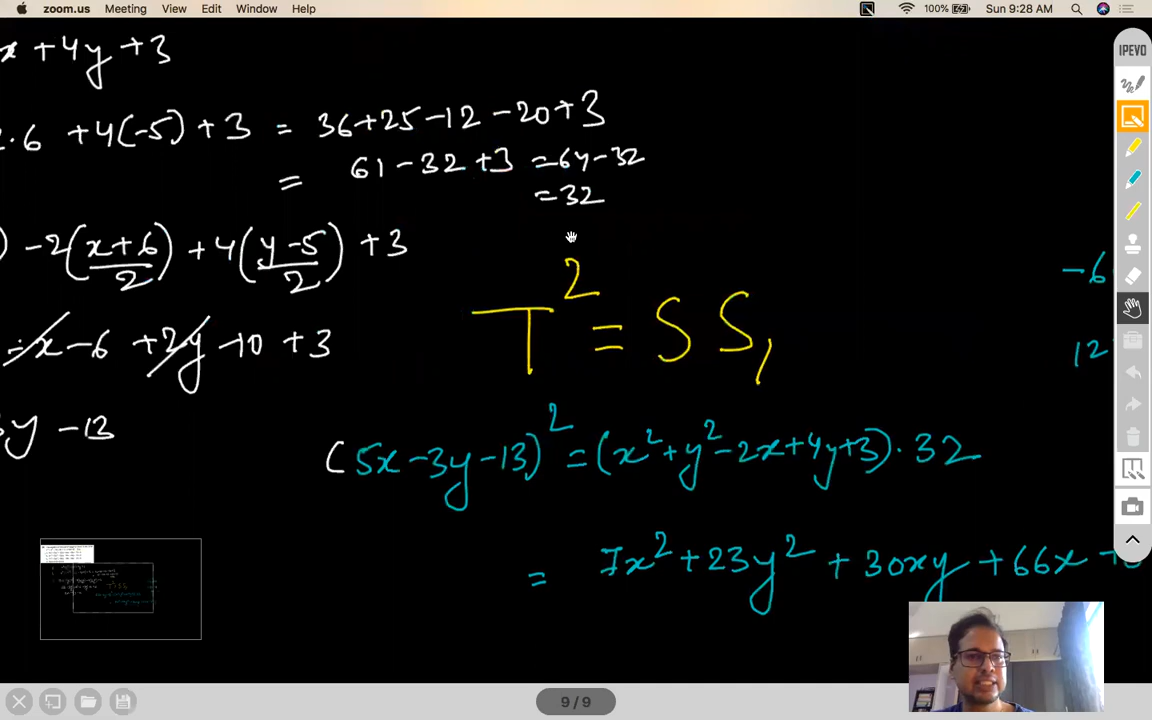 zoom.us Meeting View Edit Window Help 100% Sun 9:28 AM
IPEVO
x + 4y + 3
. 6 + 4(-5) + 3 = 36 + 25 - 12 - 20 + 3
= 61 - 32 + 3 = 64 - 32
= 32
) - 2(x+6/2) + 4(y-5/2) + 3
T² = S S₁
-6
- x - 6 + 2y - 10 + 3
12
y - 13
(5x - 3y - 13)² = (x² + y² - 2x + 4y + 3) . 32
= 7x² + 23y² + 30xy + 66x +
9 / 9